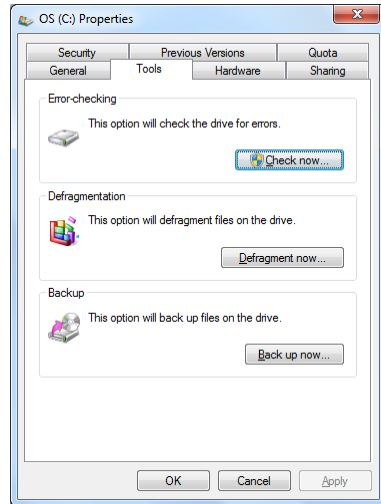 OS (C:) Properties
Security Previous Versions Quota
General Tools Hardware Sharing
Error-checking
This option will check the drive for errors.
Check now...
Defragmentation
This option will defragment files on the drive.
Defragment now...
Backup
This option will back up files on the drive.
Back up now...
OK Cancel Apply